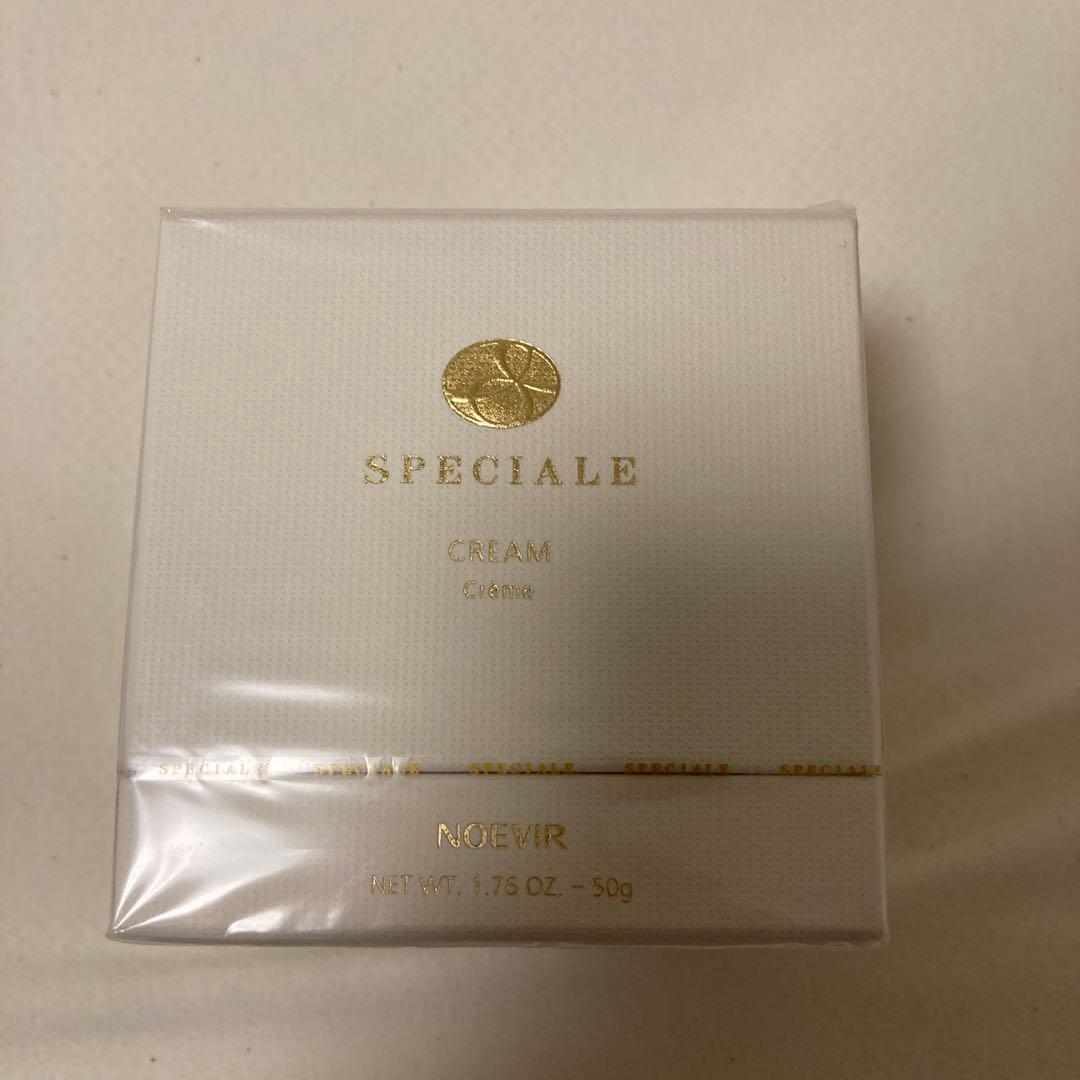 SPECIALE
CREAM
Crème
SPECIALE SPECIALE SPECIALE SPECIALE SPECIALE
NOEVIR
NET WT. 1.76 OZ. – 50g